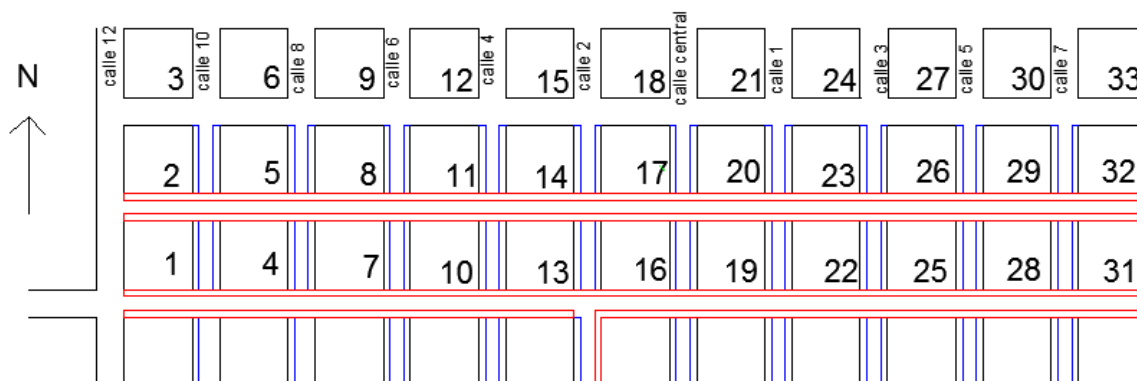 calle 12
calle 10
calle 8
calle 6
calle 4
calle 2
calle central
calle 1
calle 3
calle 5
calle 7
N
3 6 9 12 15 18 21 24 27 30 33
2 5 8 11 14 17 20 23 26 29 32
1 4 7 10 13 16 19 22 25 28 31